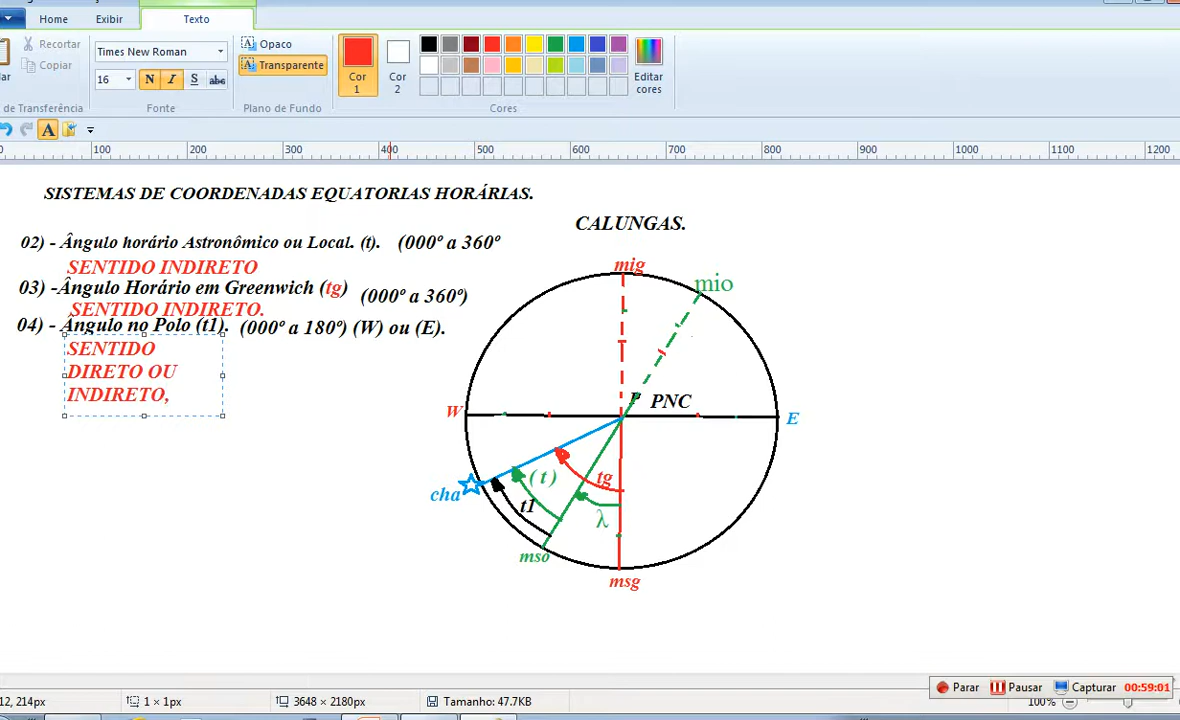 Home Exibir Texto
Recortar
Copiar
Times New Roman
16 N I S abc
Opaco
Transparente
Cor 1
Cor 2
Editar cores
de Transferência Fonte Plano de Fundo Cores
A
100 200 300 400 500 600 700 800 900 1000 1100 1200
SISTEMAS DE COORDENADAS EQUATORIAS HORÁRIAS.
CALUNGAS.
02) - Ângulo horário Astronômico ou Local. (t). (000º a 360º
SENTIDO INDIRETO
03) -Ângulo Horário em Greenwich (tg) (000º a 360º)
SENTIDO INDIRETO.
04) - Ângulo no Polo (t1). (000º a 180º) (W) ou (E).
SENTIDO
DIRETO OU
INDIRETO,
mig
mio
P PNC
W
E
( t )
tg
cha
t1
λ
mso
msg
12, 214px 1 × 1px 3648 × 2180px Tamanho: 47.7KB 100%
Parar Pausar Capturar 00:59:01